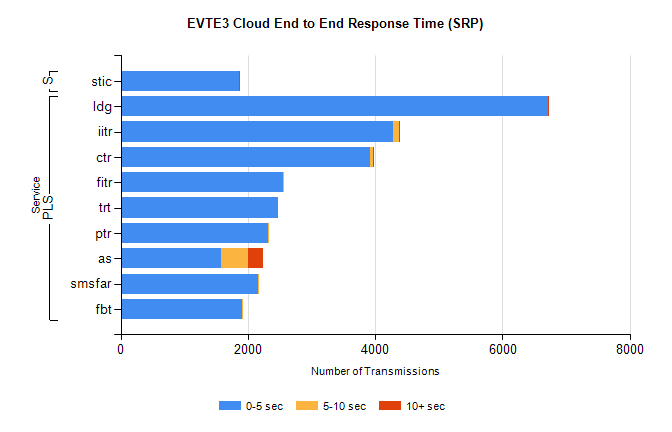 EVTE3 Cloud End to End Response Time (SRP)
S
stic
ldg
iitr
ctr
fitr
trt
ptr
as
smsfar
fbt
Service
PLS
0
2000
4000
6000
8000
Number of Transmissions
0-5 sec
5-10 sec
10+ sec